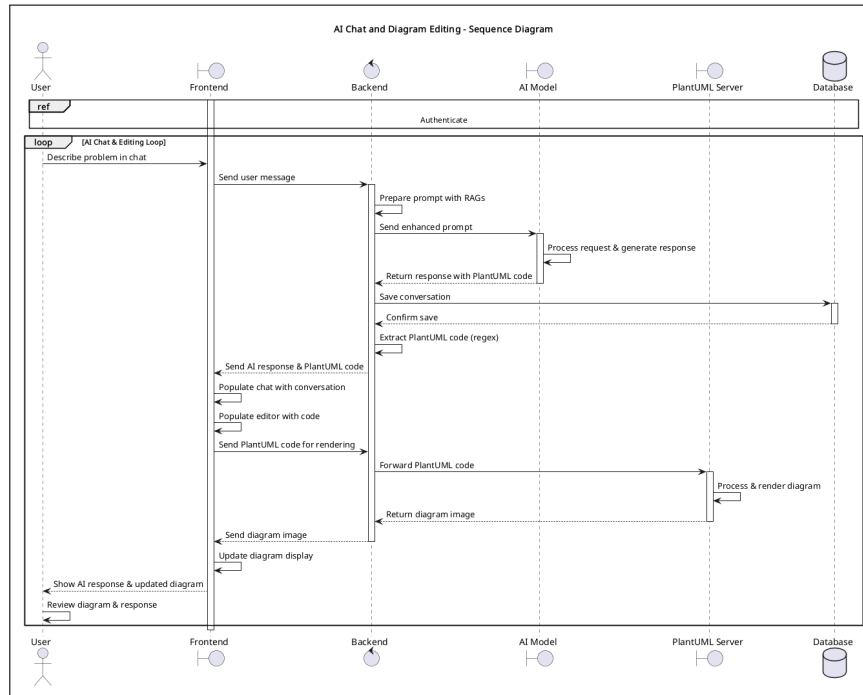 AI Chat and Diagram Editing - Sequence Diagram
User Frontend Backend AI Model PlantUML Server Database
ref
Authenticate
loop [AI Chat & Editing Loop]
Describe problem in chat
Send user message
Prepare prompt with RAGs
Send enhanced prompt
Process request & generate response
Return response with PlantUML code
Save conversation
Confirm save
Extract PlantUML code (regex)
Send AI response & PlantUML code
Populate chat with conversation
Populate editor with code
Send PlantUML code for rendering
Forward PlantUML code
Process & render diagram
Return diagram image
Send diagram image
Update diagram display
Show AI response & updated diagram
Review diagram & response
User Frontend Backend AI Model PlantUML Server Database